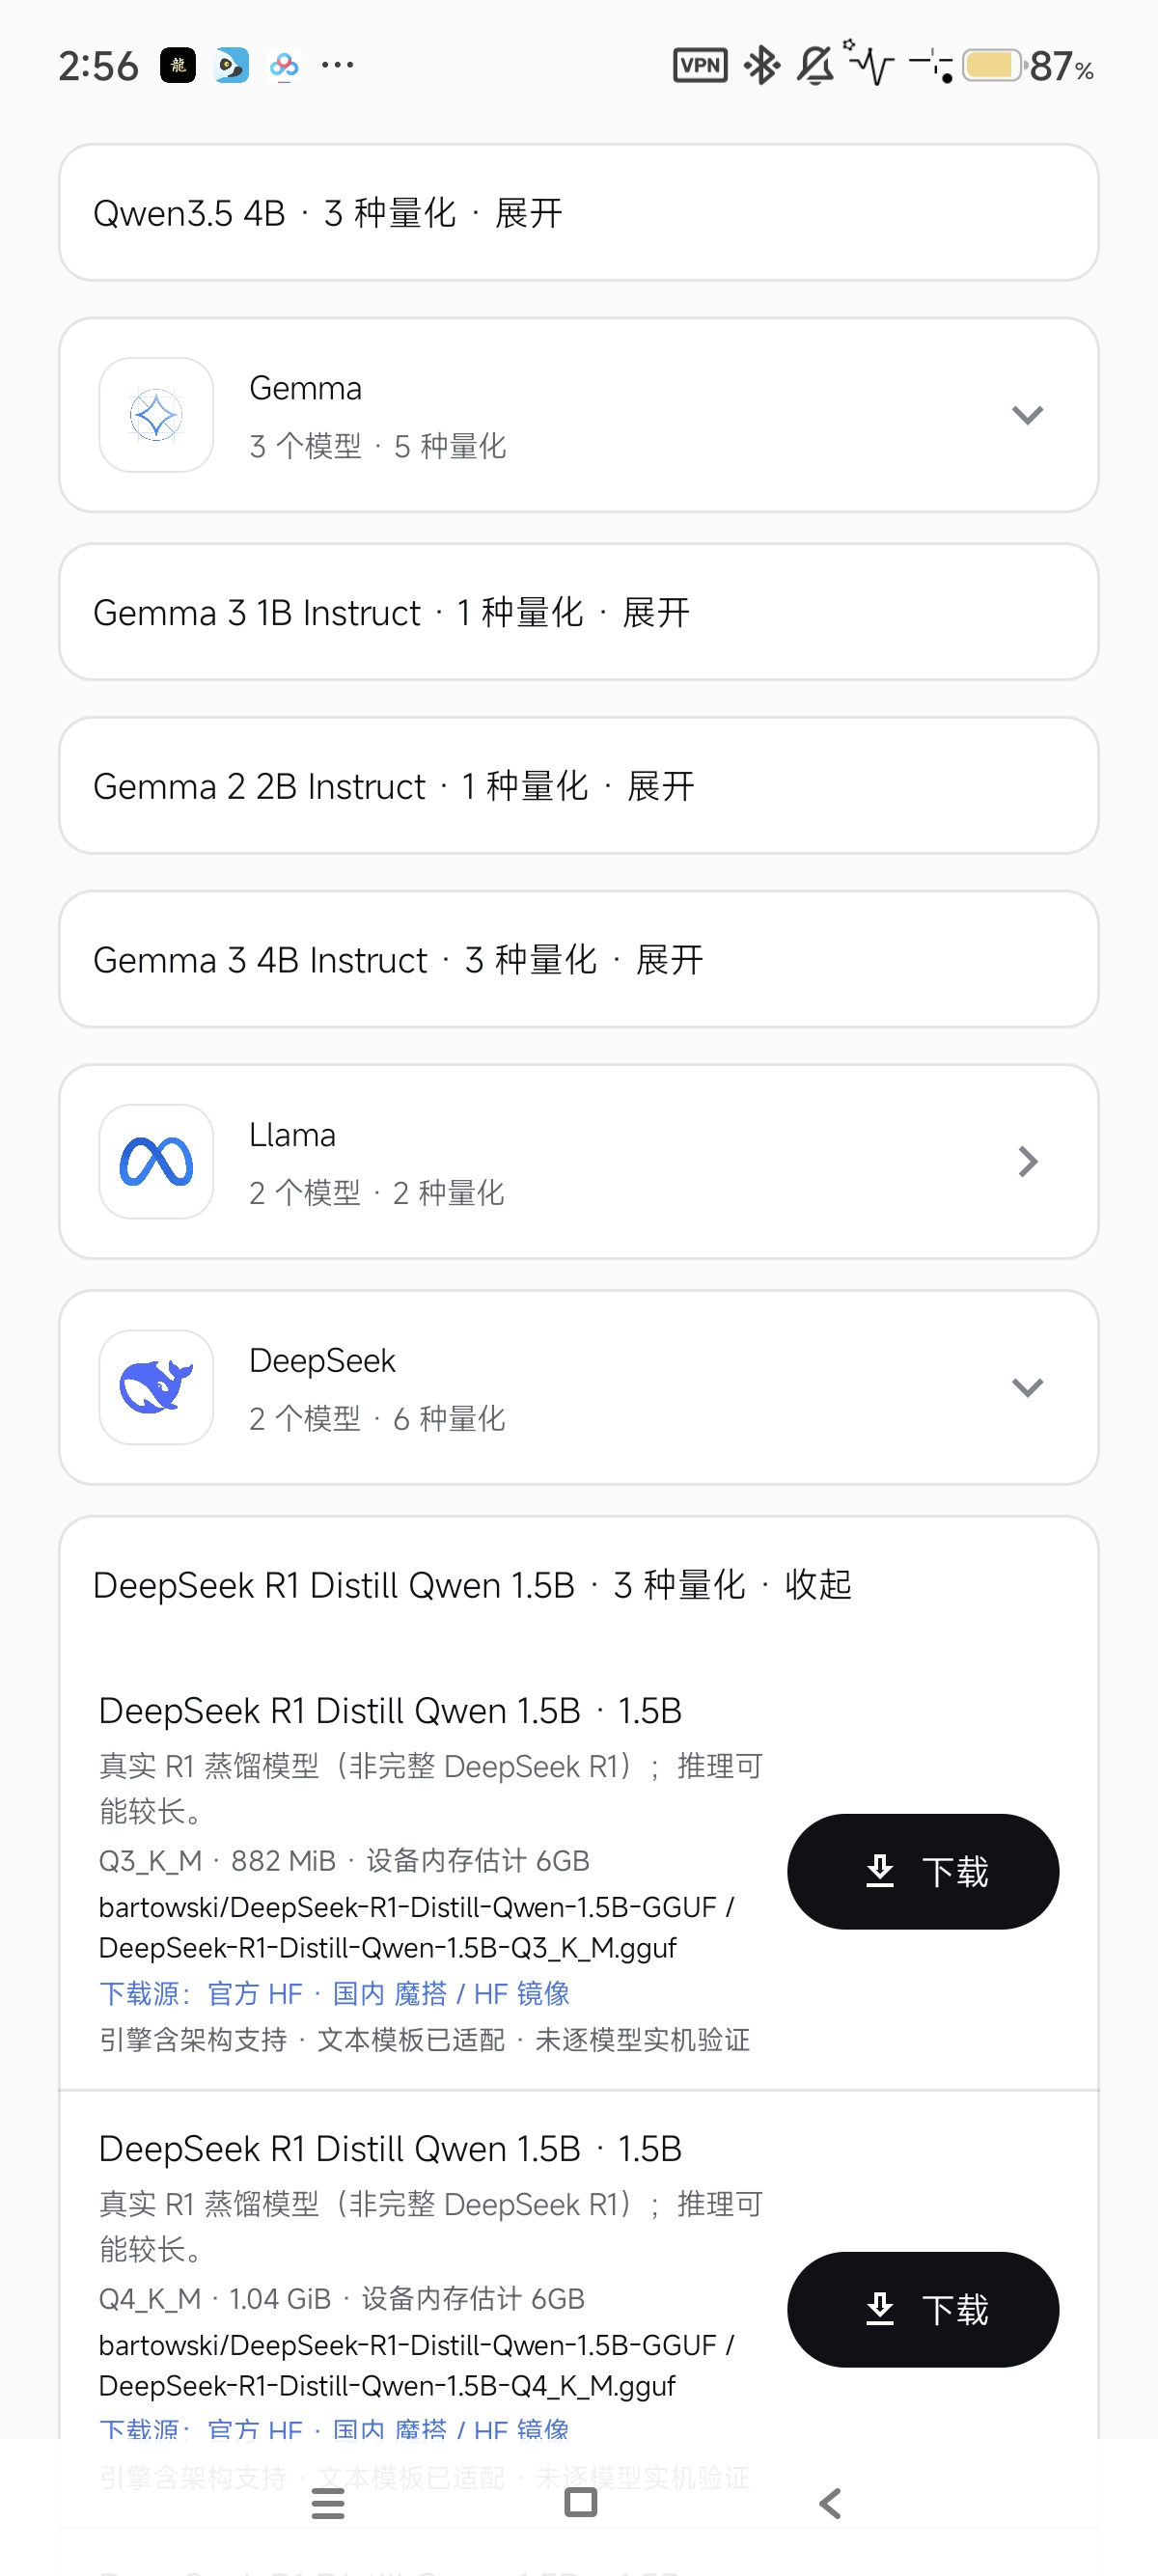 2:56 龍 ··· VPN 87%
Qwen3.5 4B · 3 种量化 · 展开
Gemma
3 个模型 · 5 种量化
Gemma 3 1B Instruct · 1 种量化 · 展开
Gemma 2 2B Instruct · 1 种量化 · 展开
Gemma 3 4B Instruct · 3 种量化 · 展开
Llama
2 个模型 · 2 种量化
DeepSeek
2 个模型 · 6 种量化
DeepSeek R1 Distill Qwen 1.5B · 3 种量化 · 收起
DeepSeek R1 Distill Qwen 1.5B · 1.5B
真实 R1 蒸馏模型（非完整 DeepSeek R1）；推理可
能较长。
Q3_K_M · 882 MiB · 设备内存估计 6GB
下载
bartowski/DeepSeek-R1-Distill-Qwen-1.5B-GGUF /
DeepSeek-R1-Distill-Qwen-1.5B-Q3_K_M.gguf
下载源：官方 HF · 国内 魔搭 / HF 镜像
引擎含架构支持 · 文本模板已适配 · 未逐模型实机验证
DeepSeek R1 Distill Qwen 1.5B · 1.5B
真实 R1 蒸馏模型（非完整 DeepSeek R1）；推理可
能较长。
Q4_K_M · 1.04 GiB · 设备内存估计 6GB
下载
bartowski/DeepSeek-R1-Distill-Qwen-1.5B-GGUF /
DeepSeek-R1-Distill-Qwen-1.5B-Q4_K_M.gguf
下载源：官方 HF · 国内 魔搭 / HF 镜像
引擎含架构支持 · 文本模板已适配 · 未逐模型实机验证